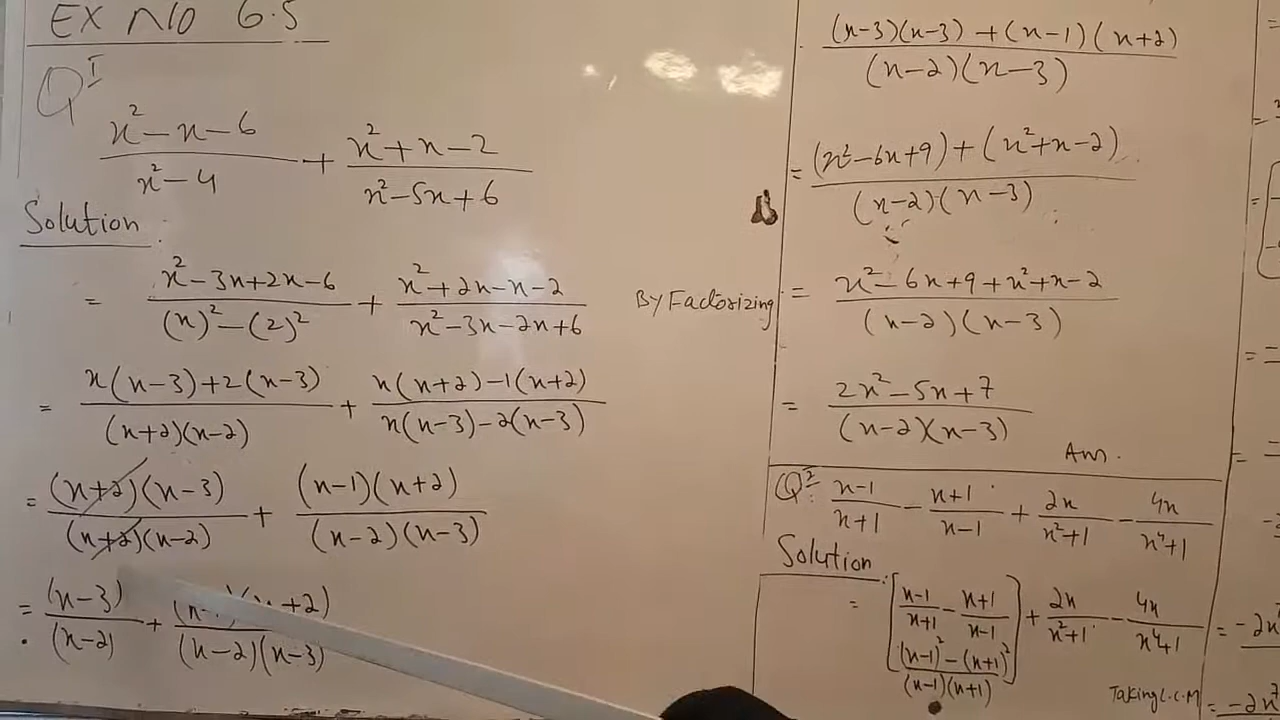 EX NO 6.5
Q I
x² - x - 6 / x² - 4 + x² + x - 2 / x² - 5x + 6
Solution:
= x² - 3x + 2x - 6 / (x)² - (2)² + x² + 2x - x - 2 / x² - 3x - 2x + 6 By Factorizing
= x(x-3) + 2(x-3) / (x+2)(x-2) + x(x+2) - 1(x+2) / x(x-3) - 2(x-3)
= (x+2)(x-3) / (x+2)(x-2) + (x-1)(x+2) / (x-2)(x-3)
= (x-3) / (x-2) + +2) / (x-2)(x-3)
(x-3)(x-3) + (x-1)(x+2) / (x-2)(x-3)
= (x² - 6x + 9) + (x² + x - 2) / (x-2)(x-3)
= x² - 6x + 9 + x² + x - 2 / (x-2)(x-3)
= 2x² - 5x + 7 / (x-2)(x-3)
Ans.
Q 2: x-1 / x+1 - x+1 / x-1 + 2x / x²+1 - 4x / x⁴+1
Solution:
= [x-1 / x+1 - x+1 / x-1] + 2x / x²+1 - 4x / x⁴+1
(x-1)² - (x+1)² / (x-1)(x+1)
Taking L.C.M